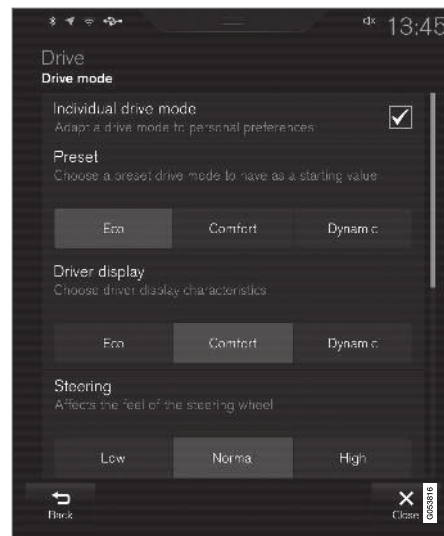 13:45
Drive
Drive mode
Individual drive mode
Adapt a drive mode to personal preferences
Preset
Choose a preset drive mode to have as a starting value
Eco Comfort Dynamic
Driver display
Choose driver display characteristics
Eco Comfort Dynamic
Steering
Affects the feel of the steering wheel
Low Normal High
Back Close
G053816